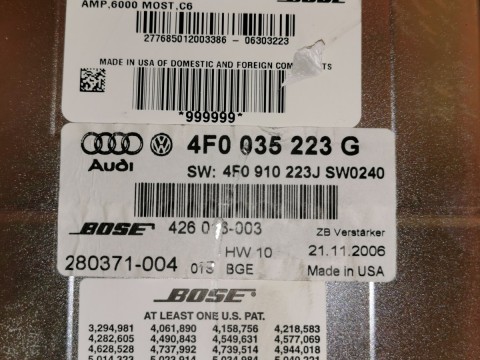 AMP,6000 MOST,C6
277685012003386 - 06303223
MADE IN USA OF DOMESTIC AND FOREIGN
*999999*
Audi
4F0 035 223 G
SW: 4F0 910 223J SW0240
BOSE 426 003
ZB Verstärker
HW 10 21.11.2006
280371-004 BGE Made in USA
BOSE
AT LEAST ONE U.S. PAT.
3,294,981 4,061,890 4,158,756 4,218,583
4,282,605 4,490,843 4,549,631 4,577,069
4,628,528 4,737,992 4,739,514 4,944,018